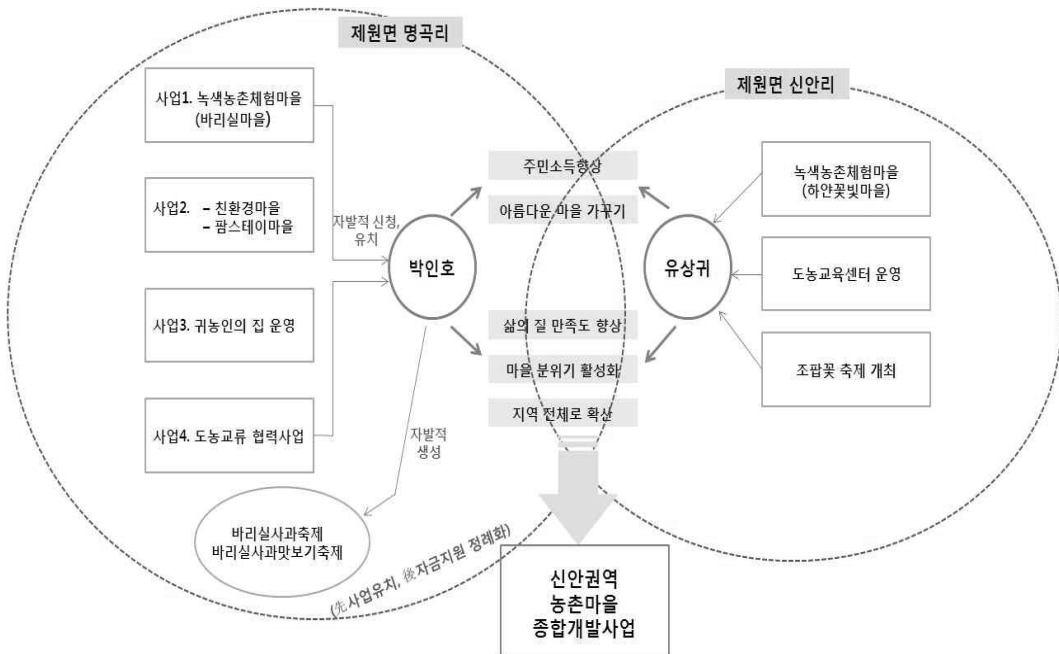 제원면 명곡리
사업1. 녹색농촌체험마을
(바리실마을)
사업2. – 친환경마을
– 팜스테이마을
사업3. 귀농인의 집 운영
사업4. 도농교류 협력사업
자발적 신청,
유치
박인호
자발적
생성
바리실사과축제
바리실사과맛보기축제
(先사업유치, 後자금지원 정례화)
주민소득향상
아름다운 마을 가꾸기
삶의 질 만족도 향상
마을 분위기 활성화
지역 전체로 확산
신안권역
농촌마을
종합개발사업
제원면 신안리
유상귀
녹색농촌체험마을
(하얀꽃빛마을)
도농교육센터 운영
조팝꽃 축제 개최